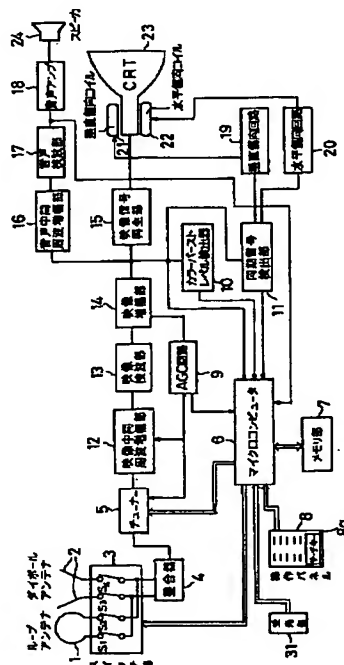 24
スピーカ
18
音声アンプ
17
音声検波部
16
音声中間
周波増幅部
23
CRT
垂直偏向コイル
21
水平偏向コイル
22
15
映像信号
再生部
垂直偏向回路
19
水平偏向回路
20
14
映像
増幅部
カラーバースト
レベル検出器
10
同期信号
検出部
11
13
映像
検波部
AGC回路
9
12
映像中間
周波増幅部
マイクロコンピュータ
6
メモリ部
7
チューナー
5
ダイポール
アンテナ
2
ループ
アンテナ
1
3
S1
S2
S3
S4
整合器
4
操作パネル
8
8a
31